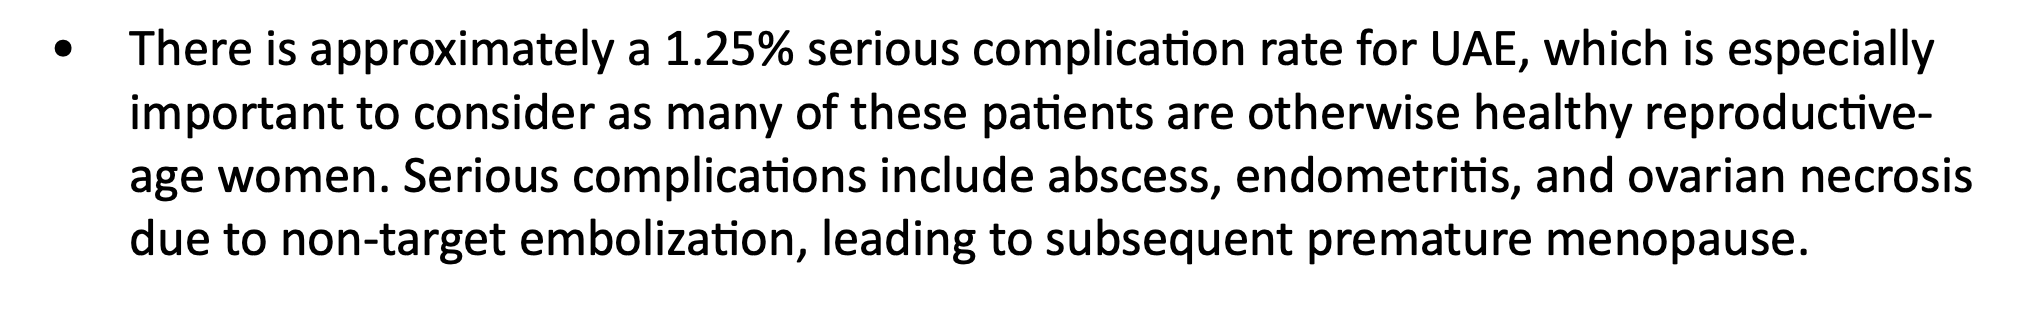 • There is approximately a 1.25% serious complication rate for UAE, which is especially
important to consider as many of these patients are otherwise healthy reproductive-
age women. Serious complications include abscess, endometritis, and ovarian necrosis
due to non-target embolization, leading to subsequent premature menopause.